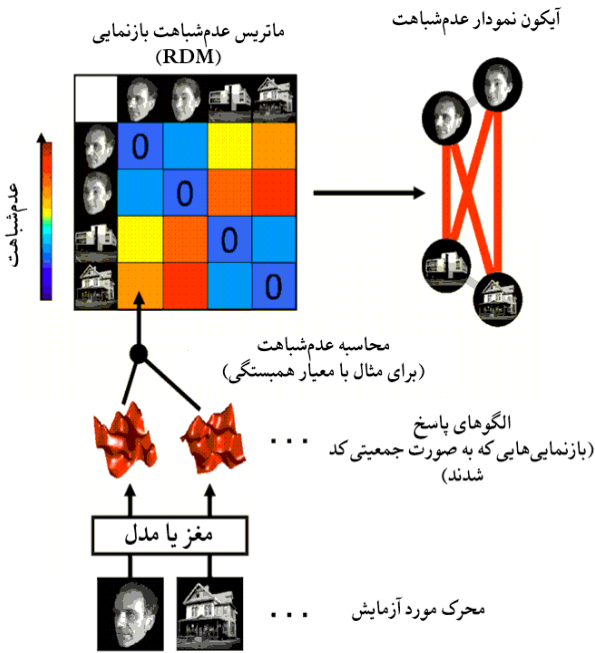 ماتریس عدم‌شباهت بازنمایی
(RDM)
آیکون نمودار عدم‌شباهت
عدم‌شباهت
0
0
0
0
محاسبه عدم‌شباهت
(برای مثال با معیار همبستگی)
الگوهای پاسخ
(بازنمایی‌هایی که به صورت جمعیتی کد
شدند)
...
مغز یا مدل
محرک مورد آزمایش
...